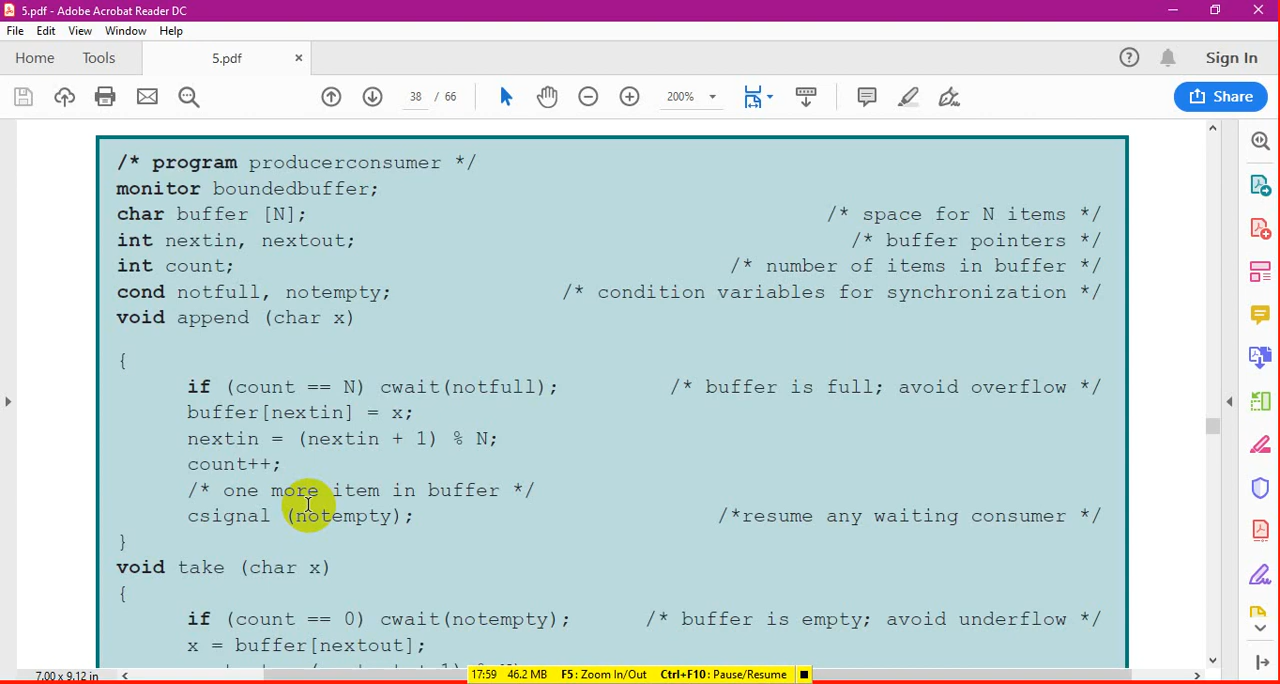 5.pdf - Adobe Acrobat Reader DC
File Edit View Window Help
Home Tools 5.pdf × Sign In
38 / 66 200% Share
/* program producerconsumer */
monitor boundedbuffer;
char buffer [N]; /* space for N items */
int nextin, nextout; /* buffer pointers */
int count; /* number of items in buffer */
cond notfull, notempty; /* condition variables for synchronization */
void append (char x)
{
if (count == N) cwait(notfull); /* buffer is full; avoid overflow */
buffer[nextin] = x;
nextin = (nextin + 1) % N;
count++;
/* one more item in buffer */
csignal (notempty); /*resume any waiting consumer */
}
void take (char x)
{
if (count == 0) cwait(notempty); /* buffer is empty; avoid underflow */
x = buffer[nextout];
7.00 x 9.12 in 17:59 46.2 MB F5: Zoom In/Out Ctrl+F10: Pause/Resume